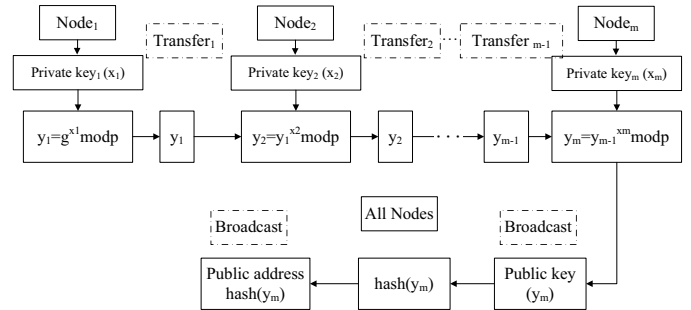 Node₁
Node₂
Nodeₘ
Transfer₁
Transfer₂ ··· Transfer ₘ₋₁
Private key₁ (x₁)
Private key₂ (x₂)
Private keyₘ (xₘ)
y₁=gˣ¹modp
y₁
y₂=y₁ˣ²modp
y₂
· · ·
yₘ₋₁
yₘ=yₘ₋₁ˣᵐmodp
All Nodes
Broadcast
Broadcast
Public address
hash(yₘ)
hash(yₘ)
Public key
(yₘ)